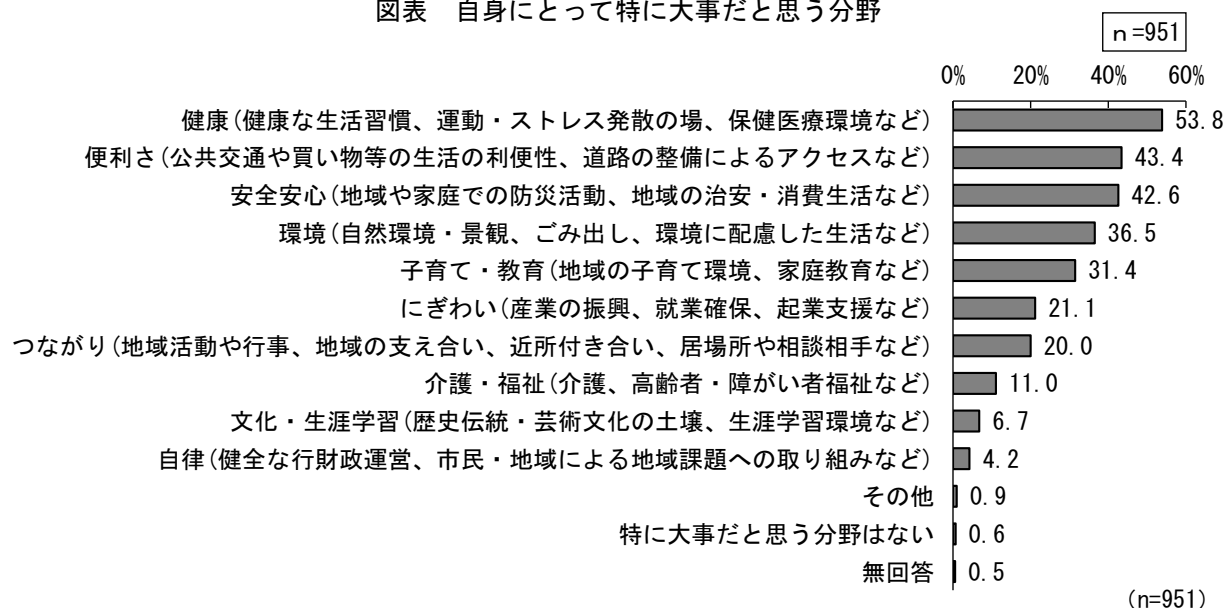 図表　自身にとって特に大事だと思う分野
ｎ=951
0% 20% 40% 60%
健康(健康な生活習慣、運動・ストレス発散の場、保健医療環境など) 53.8
便利さ(公共交通や買い物等の生活の利便性、道路の整備によるアクセスなど) 43.4
安全安心(地域や家庭での防災活動、地域の治安・消費生活など) 42.6
環境(自然環境・景観、ごみ出し、環境に配慮した生活など) 36.5
子育て・教育(地域の子育て環境、家庭教育など) 31.4
にぎわい(産業の振興、就業確保、起業支援など) 21.1
つながり(地域活動や行事、地域の支え合い、近所付き合い、居場所や相談相手など) 20.0
介護・福祉(介護、高齢者・障がい者福祉など) 11.0
文化・生涯学習(歴史伝統・芸術文化の土壌、生涯学習環境など) 6.7
自律(健全な行財政運営、市民・地域による地域課題への取り組みなど) 4.2
その他 0.9
特に大事だと思う分野はない 0.6
無回答 0.5
(n=951)